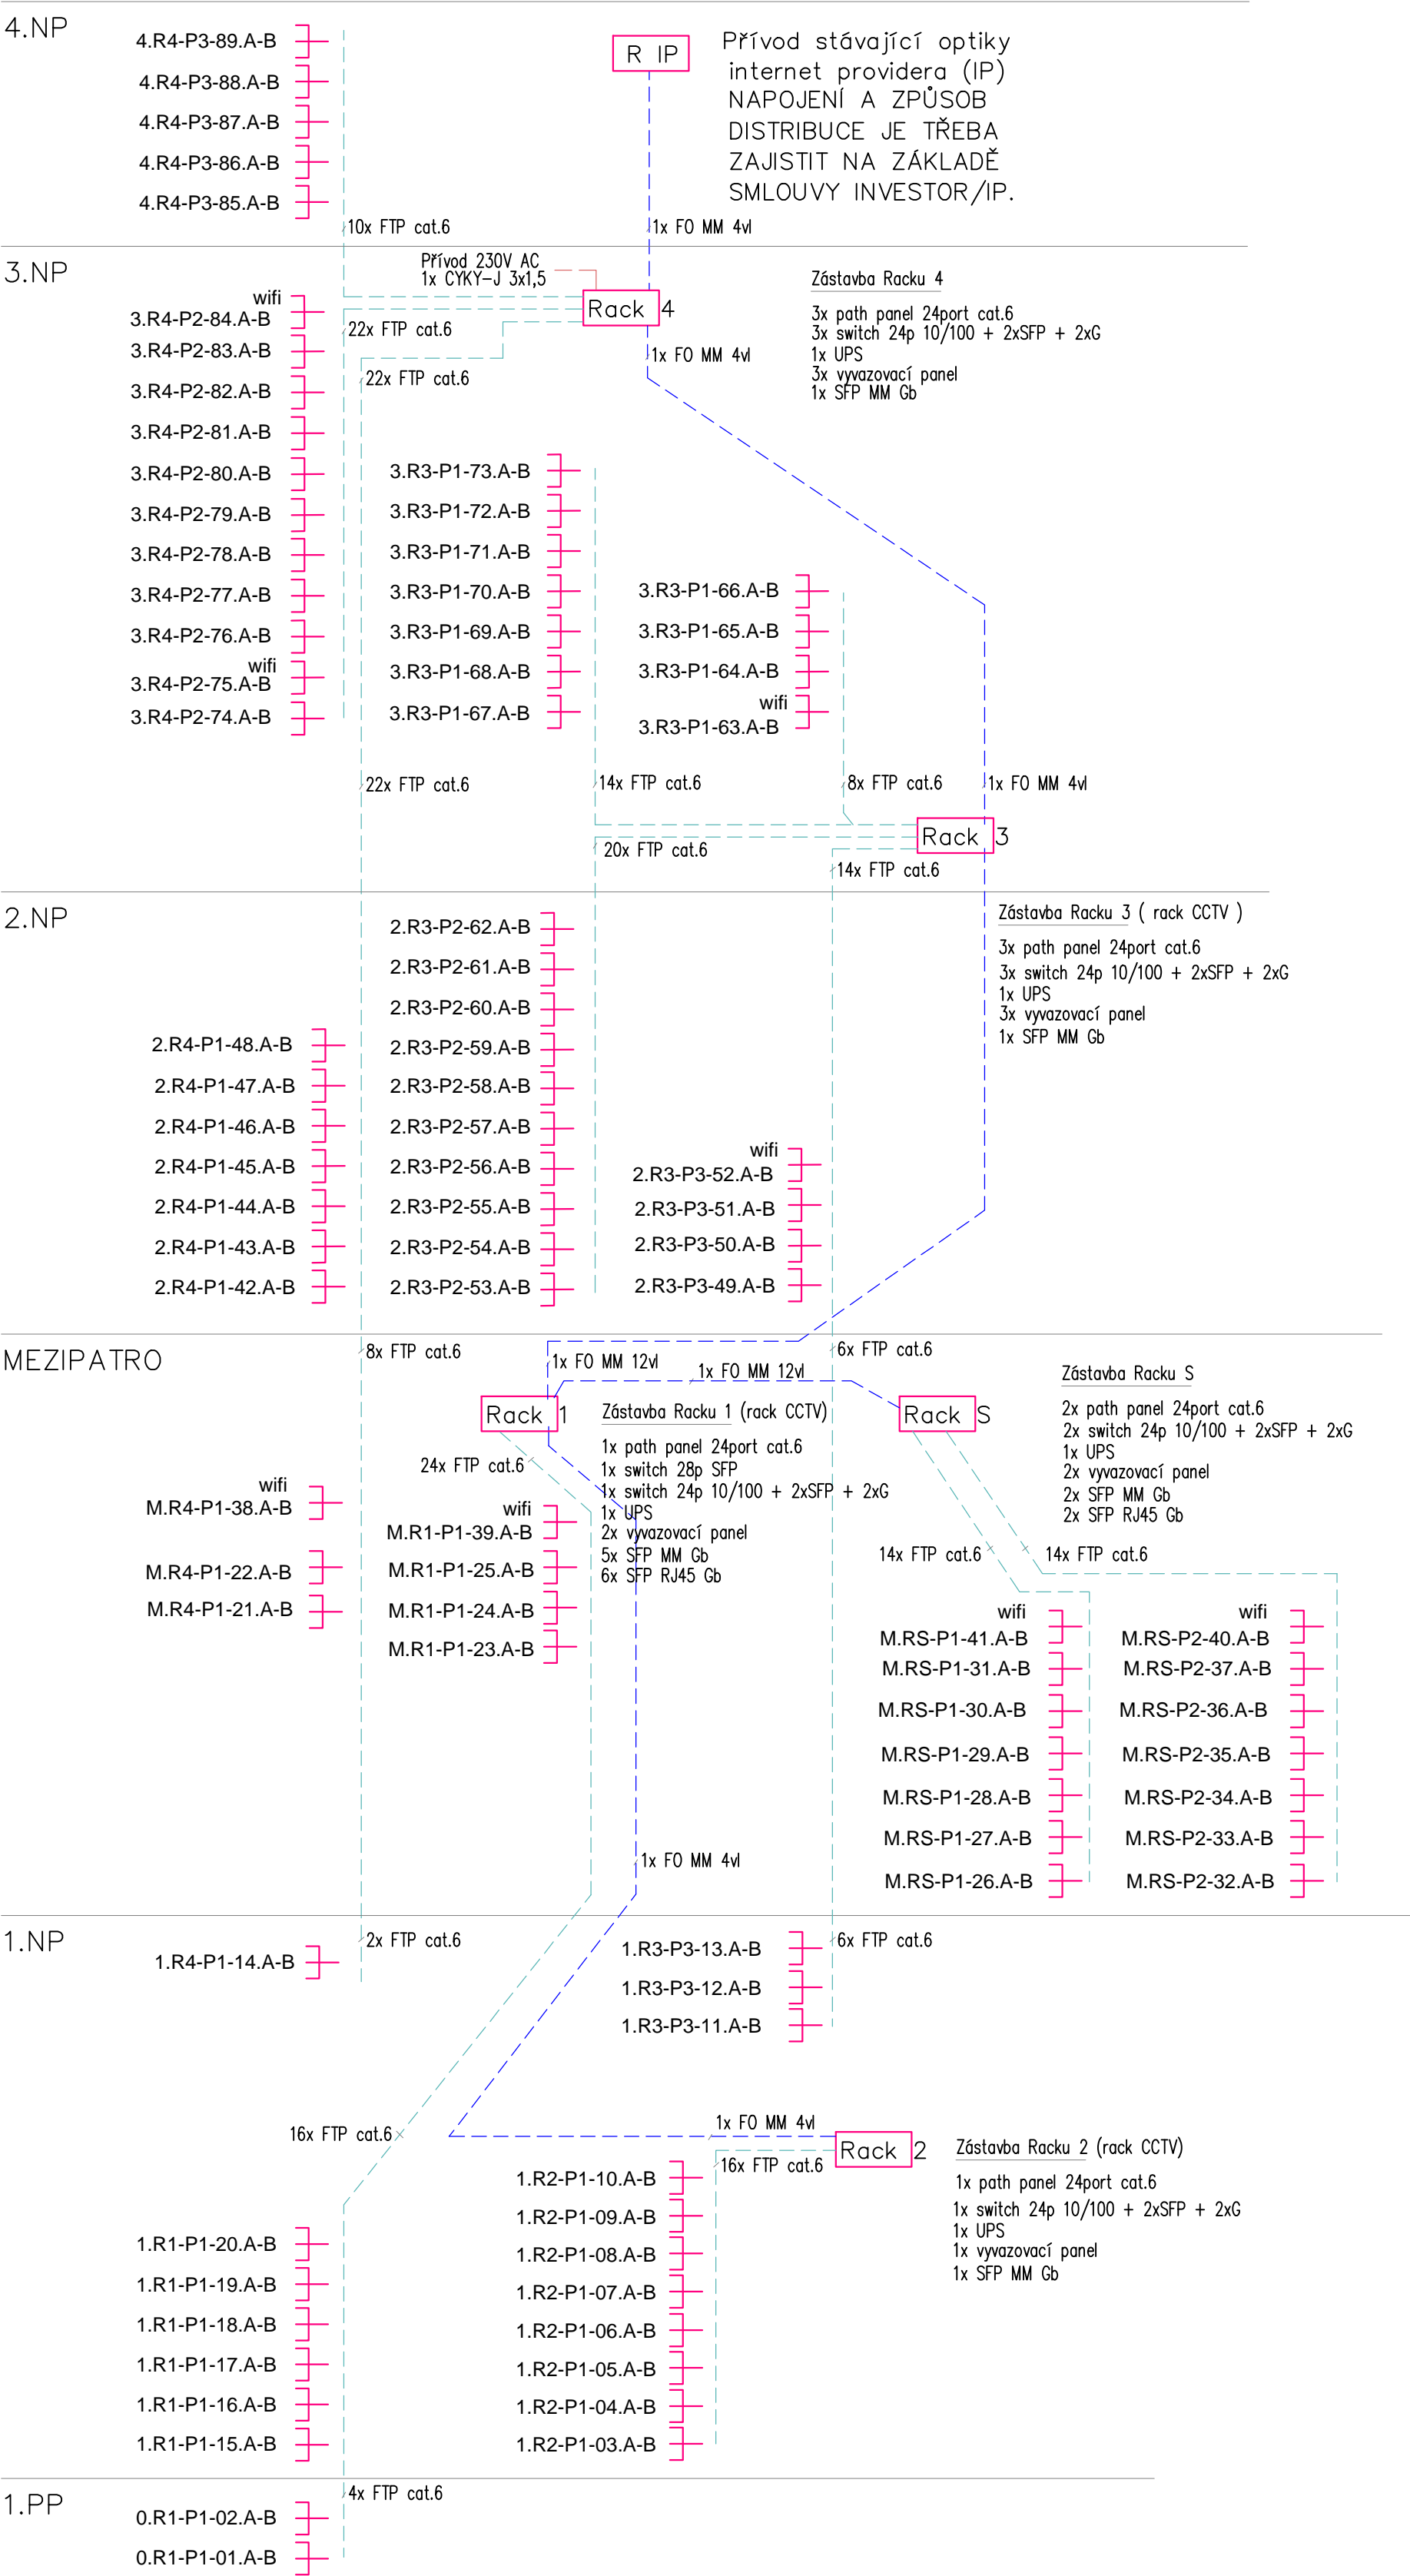 4.NP
4.R4-P3-89.A-B
4.R4-P3-88.A-B
4.R4-P3-87.A-B
4.R4-P3-86.A-B
4.R4-P3-85.A-B
R IP
Přívod stávající optiky
internet providera (IP)
NAPOJENÍ A ZPŮSOB
DISTRIBUCE JE TŘEBA
ZAJISTIT NA ZÁKLADĚ
SMLOUVY INVESTOR/IP.
10x FTP cat.6
1x FO MM 4vl
3.NP
Přívod 230V AC
1x CYKY-J 3x1,5
Rack 4
22x FTP cat.6
22x FTP cat.6
1x FO MM 4vl
Zástavba Racku 4
3x path panel 24port cat.6
3x switch 24p 10/100 + 2xSFP + 2xG
1x UPS
3x vyvazovací panel
1x SFP MM Gb
wifi
3.R4-P2-84.A-B
3.R4-P2-83.A-B
3.R4-P2-82.A-B
3.R4-P2-81.A-B
3.R4-P2-80.A-B
3.R4-P2-79.A-B
3.R4-P2-78.A-B
3.R4-P2-77.A-B
3.R4-P2-76.A-B
wifi
3.R4-P2-75.A-B
3.R4-P2-74.A-B
3.R3-P1-73.A-B
3.R3-P1-72.A-B
3.R3-P1-71.A-B
3.R3-P1-70.A-B
3.R3-P1-69.A-B
3.R3-P1-68.A-B
3.R3-P1-67.A-B
3.R3-P1-66.A-B
3.R3-P1-65.A-B
3.R3-P1-64.A-B
wifi
3.R3-P1-63.A-B
22x FTP cat.6
14x FTP cat.6
8x FTP cat.6
1x FO MM 4vl
Rack 3
20x FTP cat.6
14x FTP cat.6
2.NP
Zástavba Racku 3 ( rack CCTV )
3x path panel 24port cat.6
3x switch 24p 10/100 + 2xSFP + 2xG
1x UPS
3x vyvazovací panel
1x SFP MM Gb
2.R4-P1-48.A-B
2.R4-P1-47.A-B
2.R4-P1-46.A-B
2.R4-P1-45.A-B
2.R4-P1-44.A-B
2.R4-P1-43.A-B
2.R4-P1-42.A-B
2.R3-P2-62.A-B
2.R3-P2-61.A-B
2.R3-P2-60.A-B
2.R3-P2-59.A-B
2.R3-P2-58.A-B
2.R3-P2-57.A-B
2.R3-P2-56.A-B
2.R3-P2-55.A-B
2.R3-P2-54.A-B
2.R3-P2-53.A-B
wifi
2.R3-P3-52.A-B
2.R3-P3-51.A-B
2.R3-P3-50.A-B
2.R3-P3-49.A-B
MEZIPATRO
8x FTP cat.6
1x FO MM 12vl
1x FO MM 12vl
6x FTP cat.6
Rack 1
24x FTP cat.6
Zástavba Racku 1 (rack CCTV)
1x path panel 24port cat.6
1x switch 28p SFP
1x switch 24p 10/100 + 2xSFP + 2xG
1x UPS
2x vyvazovací panel
5x SFP MM Gb
6x SFP RJ45 Gb
Rack S
Zástavba Racku S
2x path panel 24port cat.6
2x switch 24p 10/100 + 2xSFP + 2xG
1x UPS
2x vyvazovací panel
2x SFP MM Gb
2x SFP RJ45 Gb
14x FTP cat.6
14x FTP cat.6
wifi
M.R4-P1-38.A-B
M.R4-P1-22.A-B
M.R4-P1-21.A-B
wifi
M.R1-P1-39.A-B
M.R1-P1-25.A-B
M.R1-P1-24.A-B
M.R1-P1-23.A-B
wifi
M.RS-P1-41.A-B
M.RS-P1-31.A-B
M.RS-P1-30.A-B
M.RS-P1-29.A-B
M.RS-P1-28.A-B
M.RS-P1-27.A-B
M.RS-P1-26.A-B
wifi
M.RS-P2-40.A-B
M.RS-P2-37.A-B
M.RS-P2-36.A-B
M.RS-P2-35.A-B
M.RS-P2-34.A-B
M.RS-P2-33.A-B
M.RS-P2-32.A-B
1x FO MM 4vl
1.NP
2x FTP cat.6
1.R4-P1-14.A-B
6x FTP cat.6
1.R3-P3-13.A-B
1.R3-P3-12.A-B
1.R3-P3-11.A-B
16x FTP cat.6
1x FO MM 4vl
Rack 2
16x FTP cat.6
Zástavba Racku 2 (rack CCTV)
1x path panel 24port cat.6
1x switch 24p 10/100 + 2xSFP + 2xG
1x UPS
1x vyvazovací panel
1x SFP MM Gb
1.R1-P1-20.A-B
1.R1-P1-19.A-B
1.R1-P1-18.A-B
1.R1-P1-17.A-B
1.R1-P1-16.A-B
1.R1-P1-15.A-B
1.R2-P1-10.A-B
1.R2-P1-09.A-B
1.R2-P1-08.A-B
1.R2-P1-07.A-B
1.R2-P1-06.A-B
1.R2-P1-05.A-B
1.R2-P1-04.A-B
1.R2-P1-03.A-B
1.PP
4x FTP cat.6
0.R1-P1-02.A-B
0.R1-P1-01.A-B